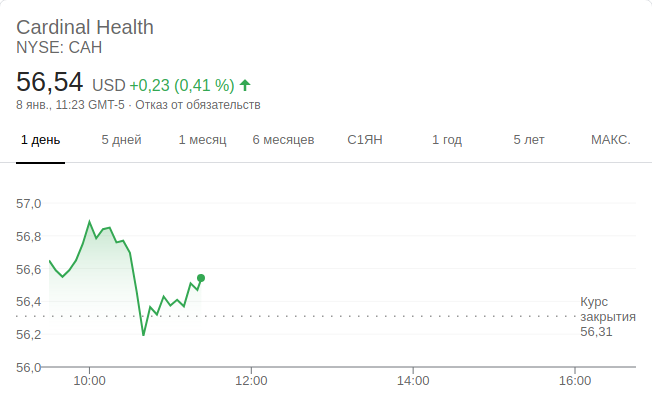 Cardinal Health
NYSE: CAH
56,54 USD +0,23 (0,41 %)
8 янв., 11:23 GMT-5 · Отказ от обязательств
1 день 5 дней 1 месяц 6 месяцев С1ЯН 1 год 5 лет МАКС.
57,0
56,8
56,6
56,4
Курс
закрытия
56,31
56,2
56,0
10:00 12:00 14:00 16:00